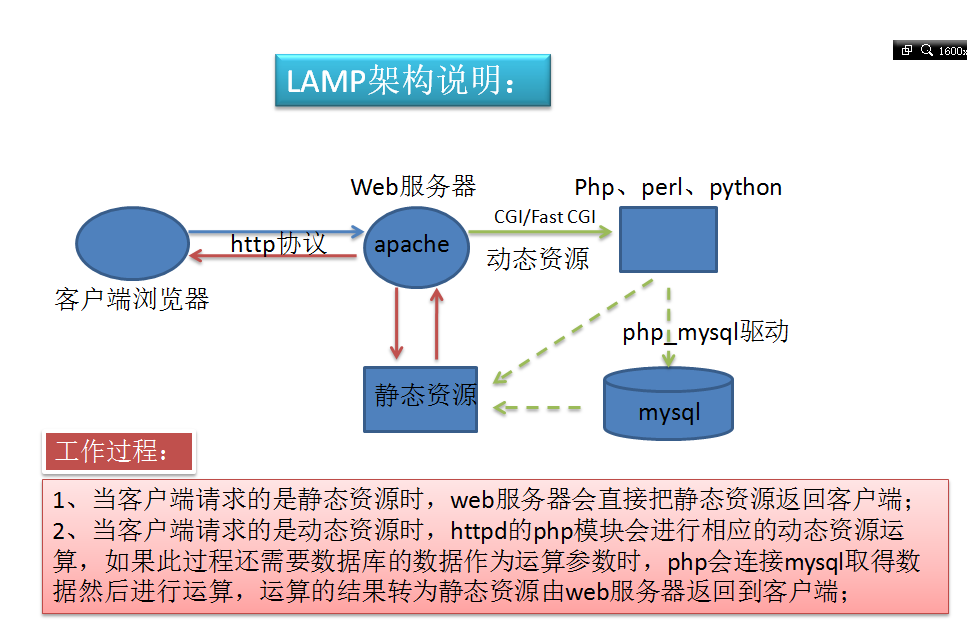 1600x
LAMP架构说明：
Web服务器
Php、perl、python
CGI/Fast CGI
http协议
apache
动态资源
客户端浏览器
php_mysql驱动
静态资源
mysql
工作过程：
1、当客户端请求的是静态资源时，web服务器会直接把静态资源返回客户端；
2、当客户端请求的是动态资源时，httpd的php模块会进行相应的动态资源运
算，如果此过程还需要数据库的数据作为运算参数时，php会连接mysql取得数
据然后进行运算，运算的结果转为静态资源由web服务器返回到客户端；